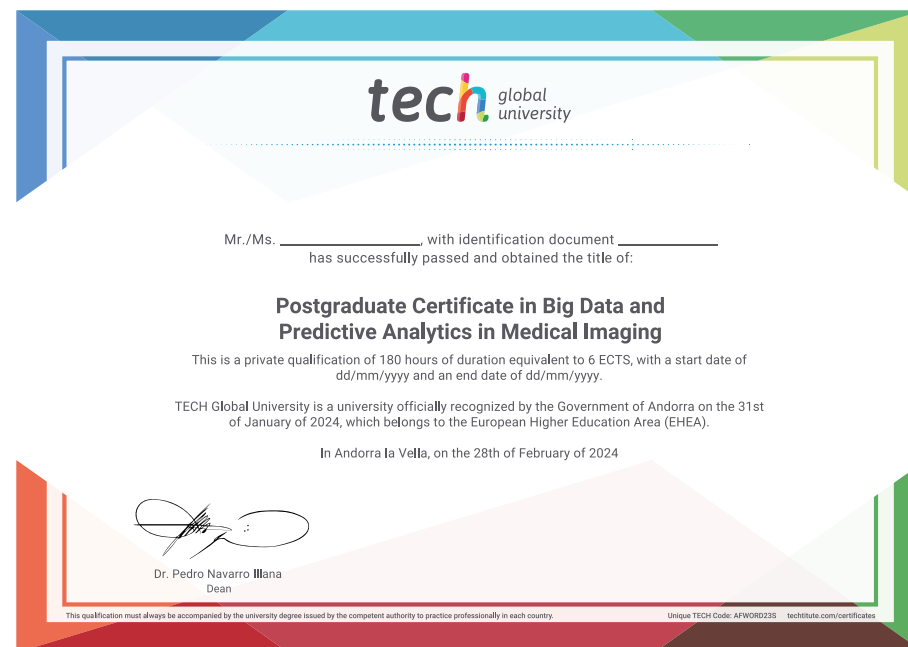 tech global
university
Mr./Ms. ____________________, with identification document ______________
has successfully passed and obtained the title of:
Postgraduate Certificate in Big Data and
Predictive Analytics in Medical Imaging
This is a private qualification of 180 hours of duration equivalent to 6 ECTS, with a start date of
dd/mm/yyyy and an end date of dd/mm/yyyy.
TECH Global University is a university officially recognized by the Government of Andorra on the 31st
of January of 2024, which belongs to the European Higher Education Area (EHEA).
In Andorra la Vella, on the 28th of February of 2024
Dr. Pedro Navarro Illana
Dean
This qualification must always be accompanied by the university degree issued by the competent authority to practice professionally in each country.
Unique TECH Code: AFWORD23S techtitute.com/certificates